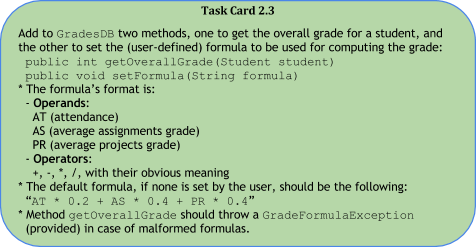 Task Card 2.3
Add to GradesDB two methods, one to get the overall grade for a student, and
the other to set the (user-defined) formula to be used for computing the grade:
public int getOverallGrade(Student student)
public void setFormula(String formula)
* The formula's format is:
- Operands:
AT (attendance)
AS (average assignments grade)
PR (average projects grade)
- Operators:
+, -, *, /, with their obvious meaning
* The default formula, if none is set by the user, should be the following:
"AT * 0.2 + AS * 0.4 + PR * 0.4"
* Method getOverallGrade should throw a GradeFormulaException
(provided) in case of malformed formulas.